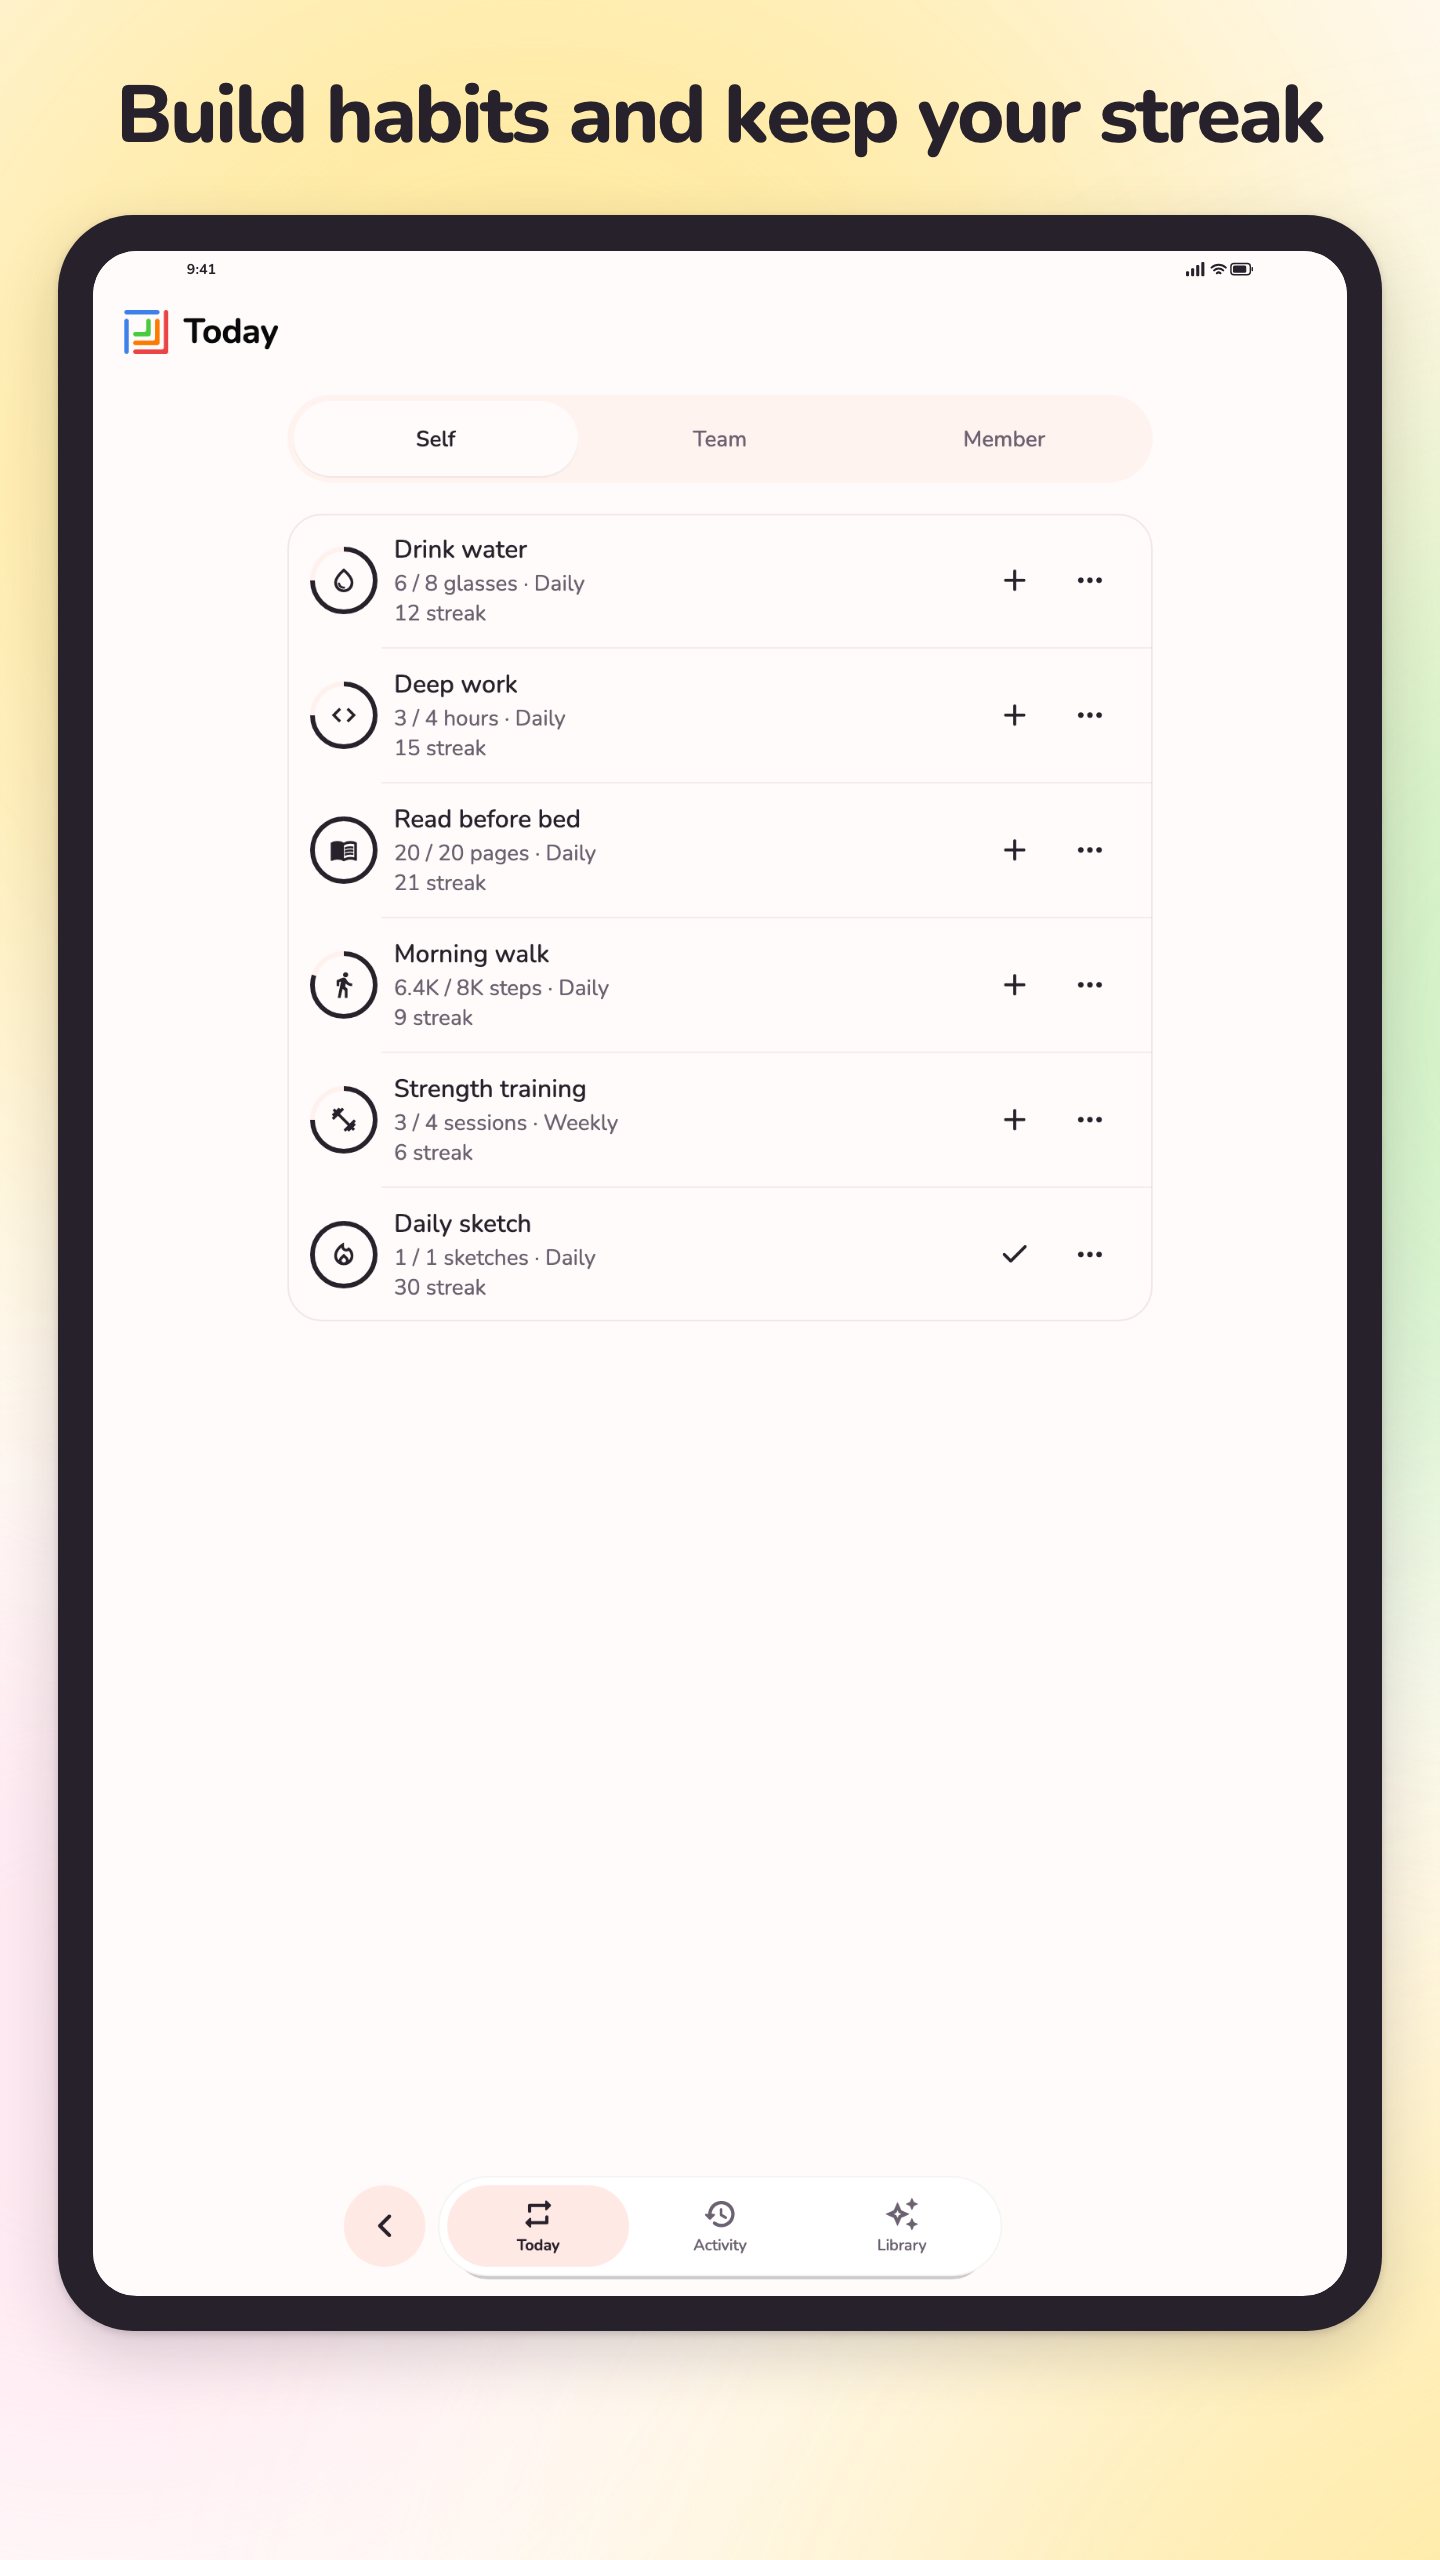 Build habits and keep your streak
9:41
Today
Self
Team
Member
Drink water
6 / 8 glasses · Daily
12 streak
Deep work
3 / 4 hours · Daily
15 streak
Read before bed
20 / 20 pages · Daily
21 streak
Morning walk
6.4K / 8K steps · Daily
9 streak
Strength training
3 / 4 sessions · Weekly
6 streak
Daily sketch
1 / 1 sketches · Daily
30 streak
Today
Activity
Library